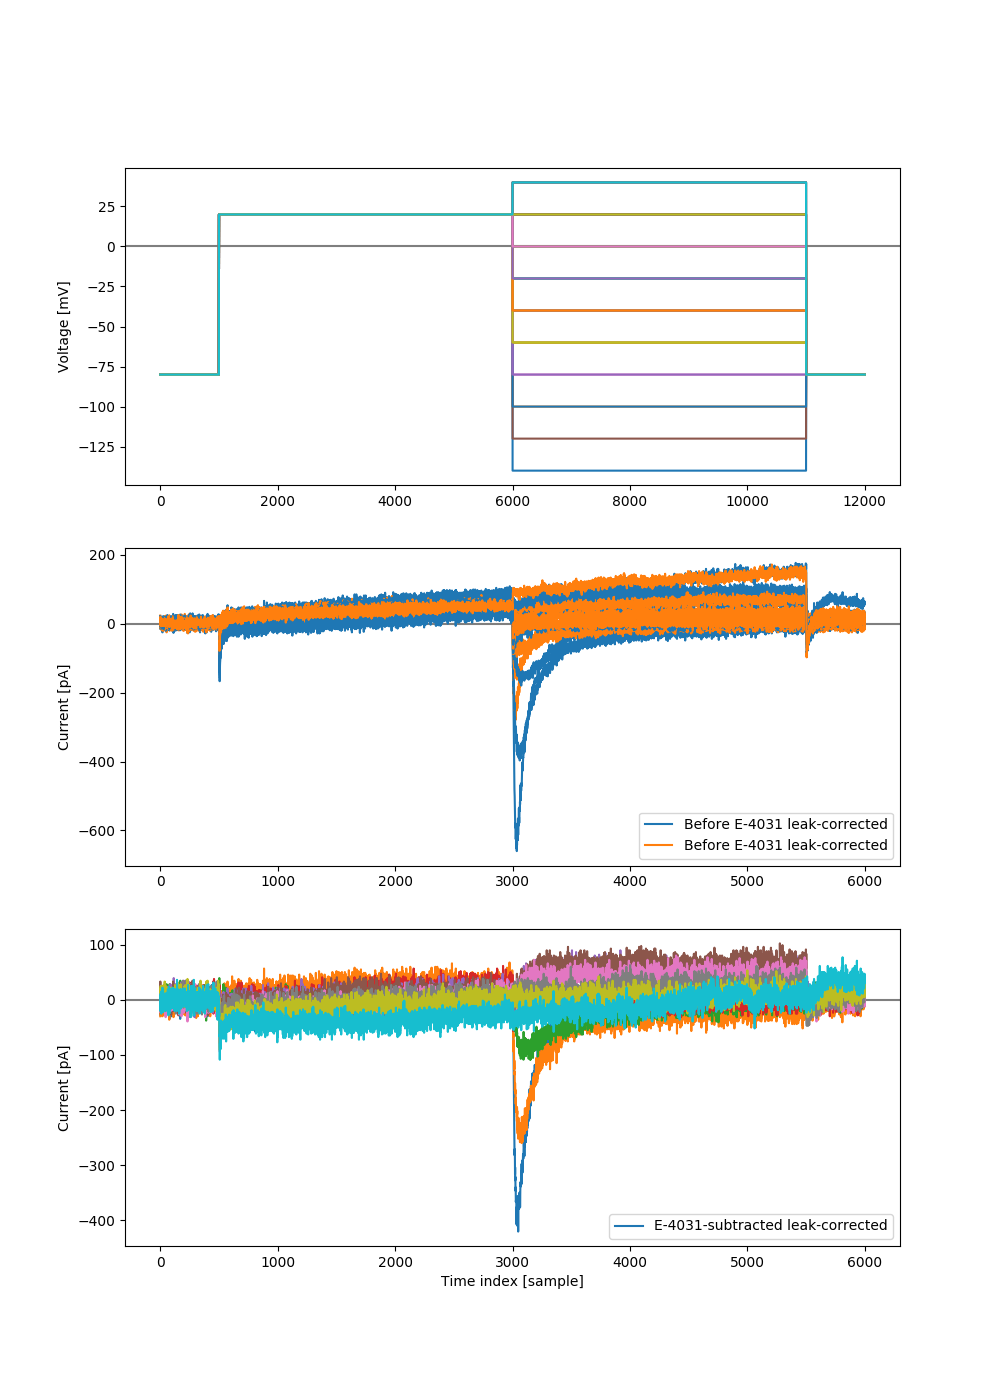 25
0
−25
−50
−75
−100
−125
Voltage [mV]
0 2000 4000 6000 8000 10000 12000
200
0
−200
−400
−600
Current [pA]
Before E-4031 leak-corrected
Before E-4031 leak-corrected
0 1000 2000 3000 4000 5000 6000
100
0
−100
−200
−300
−400
Current [pA]
E-4031-subtracted leak-corrected
0 1000 2000 3000 4000 5000 6000
Time index [sample]